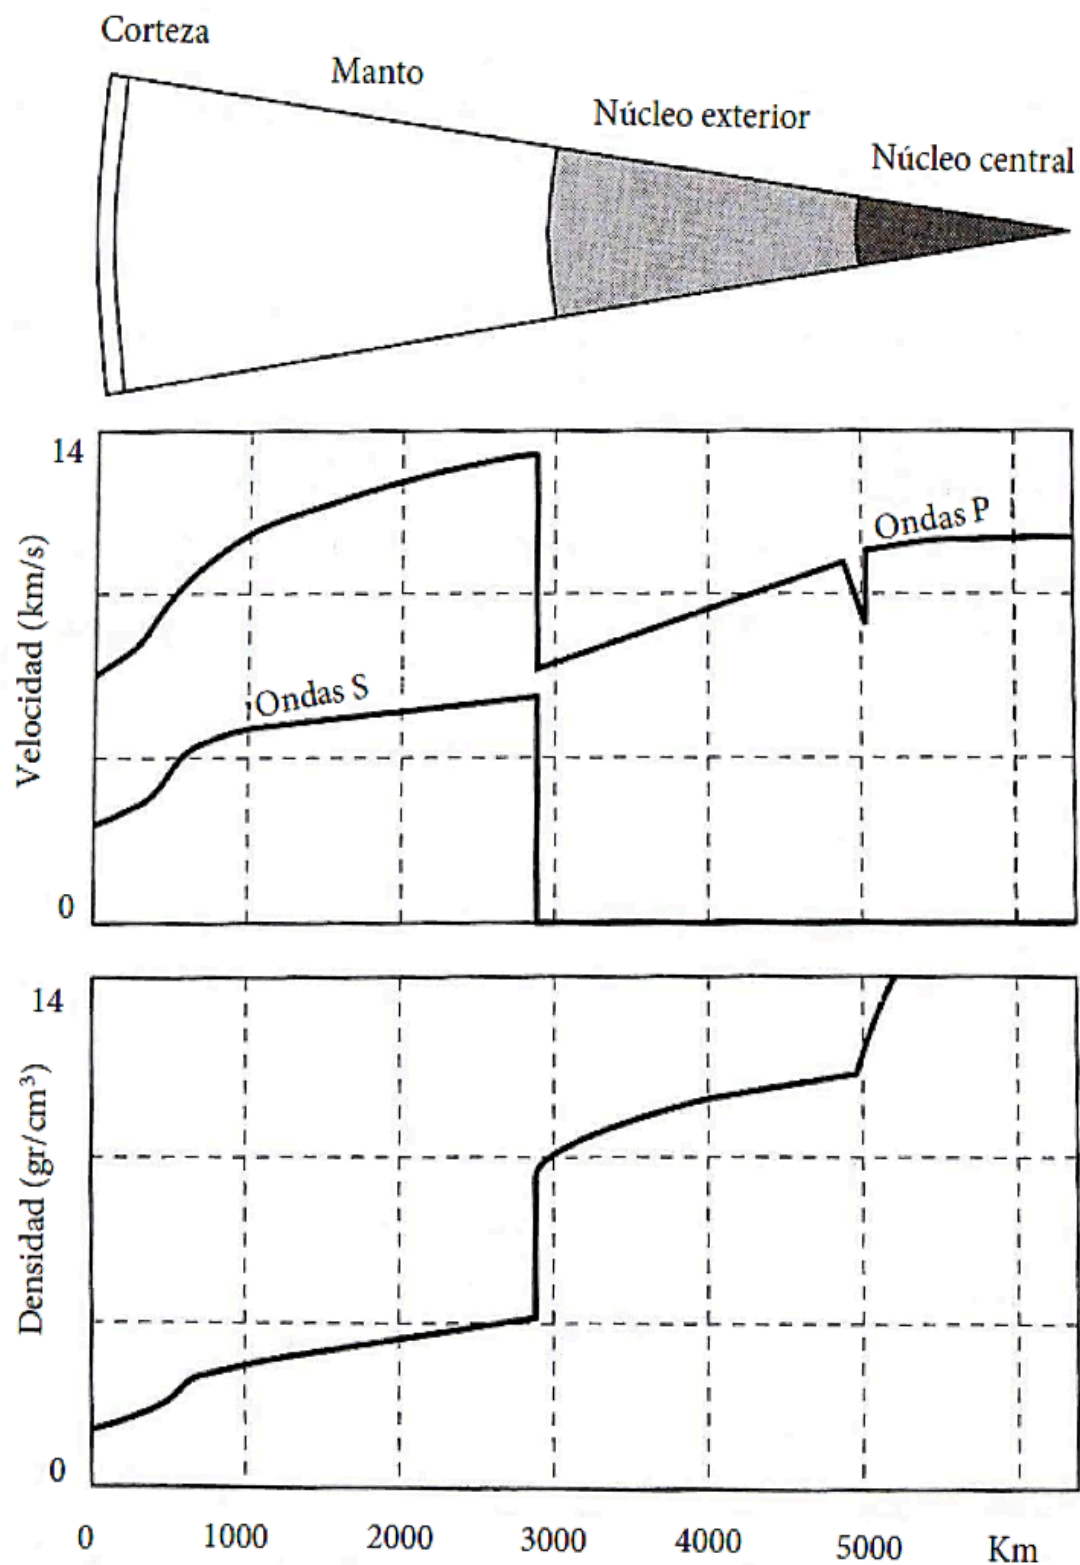 Corteza
Manto
Núcleo exterior
Núcleo central
14
Ondas P
Ondas S
Velocidad (km/s)
0
14
Densidad (gr/cm³)
0
0 1000 2000 3000 4000 5000 Km